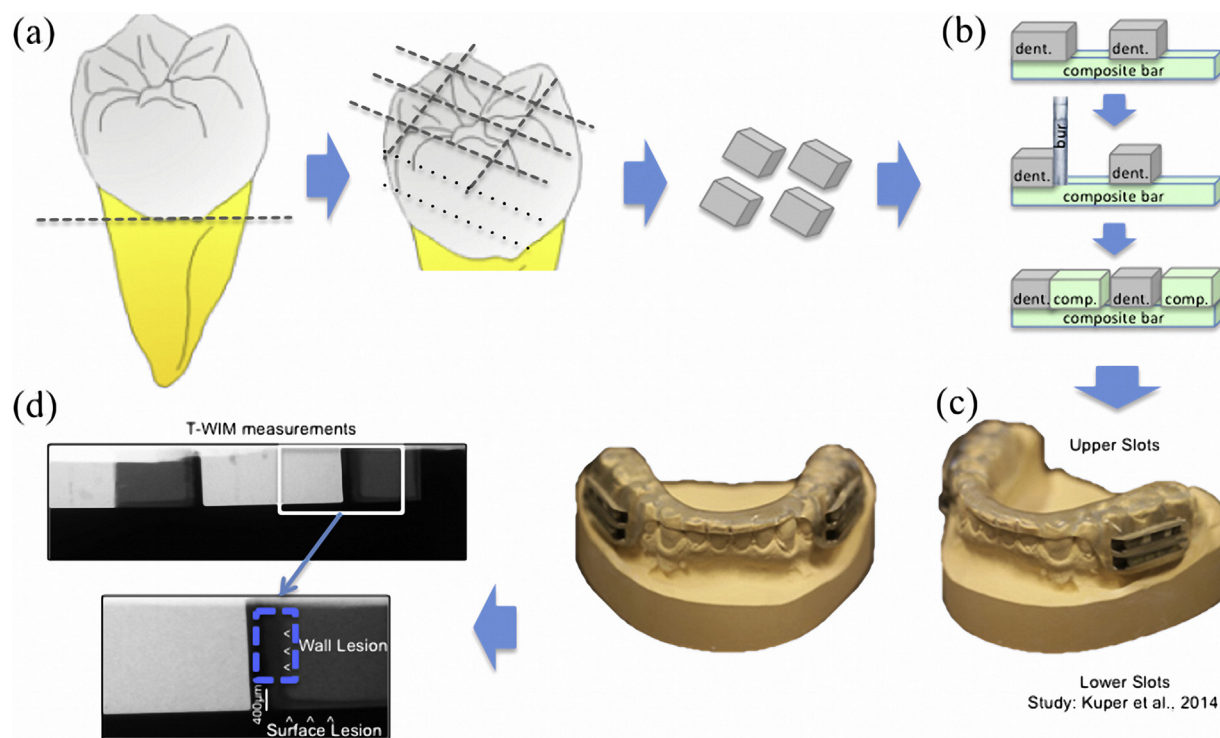 (a)
(b)
dent.
dent.
composite bar
bur
dent.
dent.
composite bar
dent.
comp.
dent.
comp.
composite bar
(d)
T-WIM measurements
(c)
Upper Slots
Wall Lesion
<
<
<
400µm
^ ^ ^
Surface Lesion
Lower Slots
Study: Kuper et al., 2014